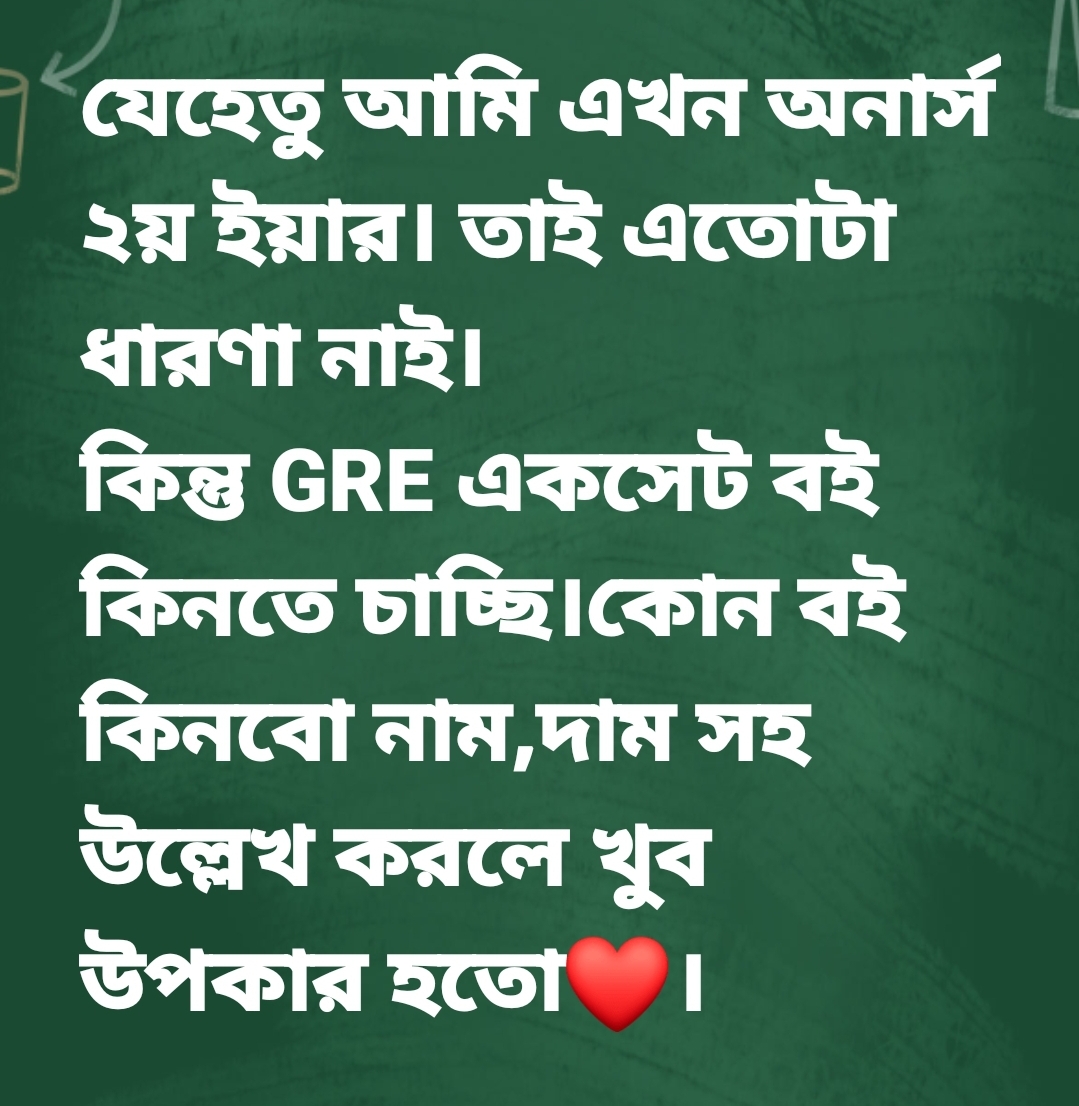 যেহেতু আমি এখন অনার্স
২য় ইয়ার। তাই এতোটা
ধারণা নাই।
কিন্তু GRE একসেট বই
কিনতে চাচ্ছি।কোন বই
কিনবো নাম,দাম সহ
উল্লেখ করলে খুব
উপকার হতো❤️।